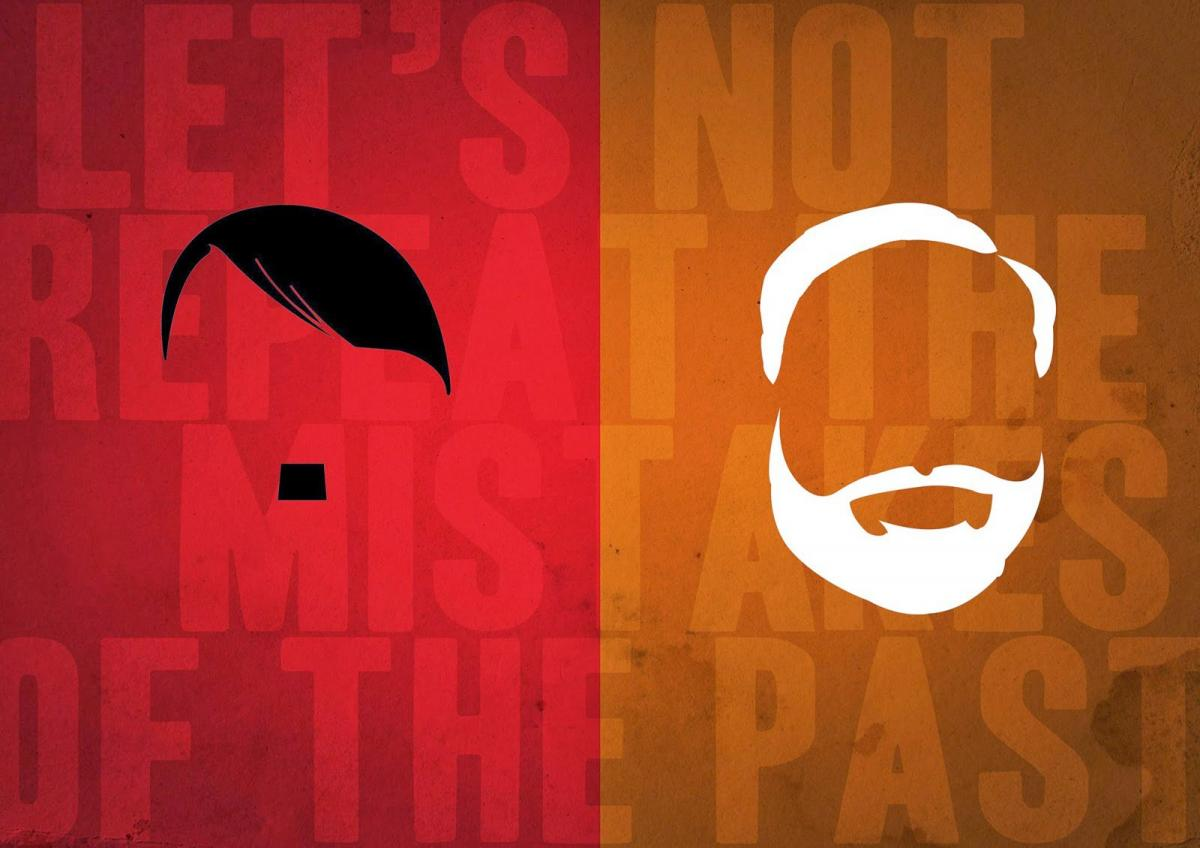 LET'S NOT
REPEAT THE
MISTAKES
OF THE PAST